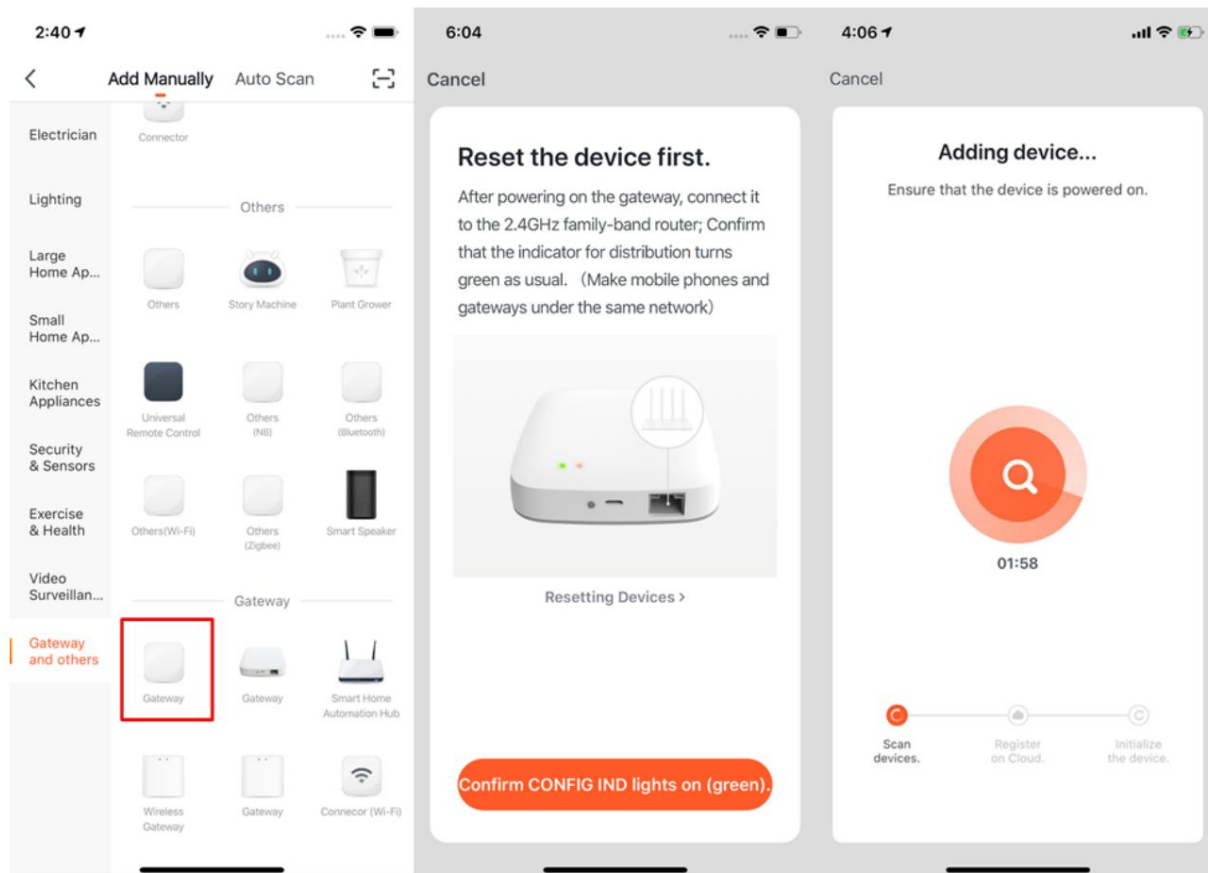 2:40
Add Manually
Auto Scan
Electrician
Lighting
Large
Home Ap...
Small
Home Ap...
Kitchen
Appliances
Security
& Sensors
Exercise
& Health
Video
Surveillan...
Gateway
and others
Connector
Others
Others
Story Machine
Plant Grower
Universal
Remote Control
Others
(NB)
Others
(Bluetooth)
Others(Wi-Fi)
Others
(Zigbee)
Smart Speaker
Gateway
Gateway
Gateway
Smart Home
Automation Hub
Wireless
Gateway
Gateway
Connecor (Wi-Fi)
6:04
Cancel
Reset the device first.
After powering on the gateway, connect it
to the 2.4GHz family-band router; Confirm
that the indicator for distribution turns
green as usual. （Make mobile phones and
gateways under the same network）
Resetting Devices >
Confirm CONFIG IND lights on (green).
4:06
Cancel
Adding device...
Ensure that the device is powered on.
01:58
Scan
devices.
Register
on Cloud.
Initialize
the device.